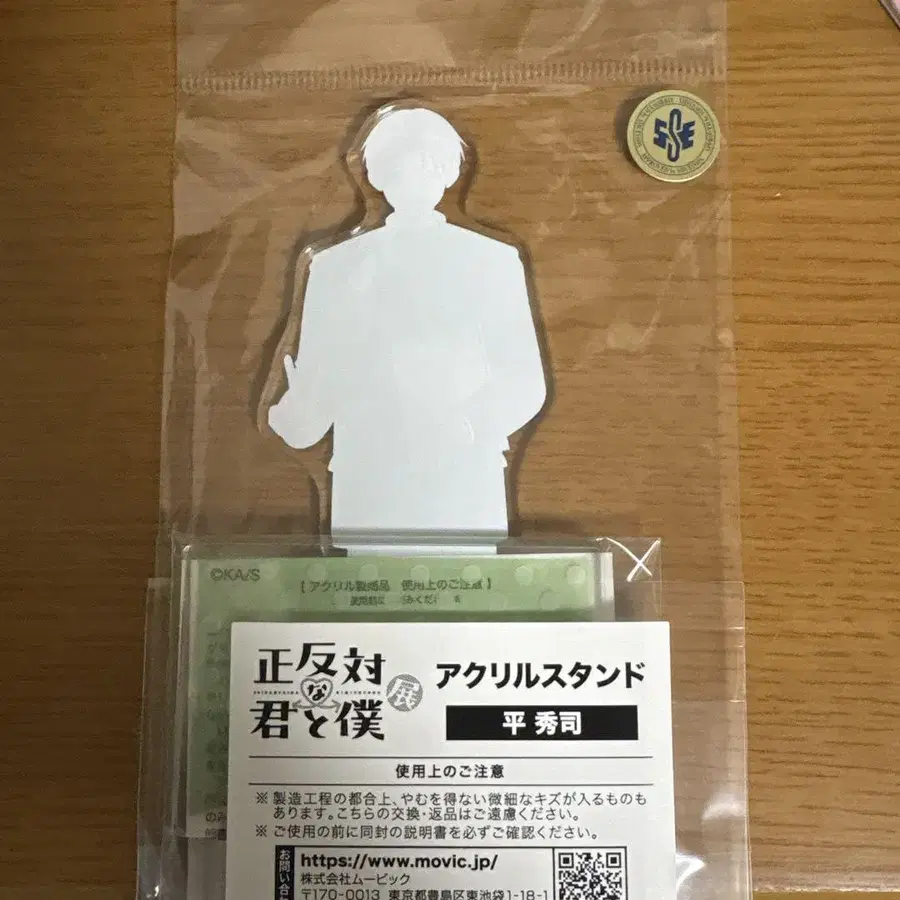 SSE
©KA/S
【アクリル製商品 使用上のご注意】
正反対
な
君と僕
展
アクリルスタンド
平 秀司
使用上のご注意
※ 製造工程の都合上、やむを得ない微細なキズが入るものも
あります。こちらの交換・返品はご遠慮ください。
※ ご使用の前に同封の説明書を必ずご確認ください。
お問い合
https://www.movic.jp/
株式会社ムービック
〒170-0013 東京都豊島区東池袋1-18-1